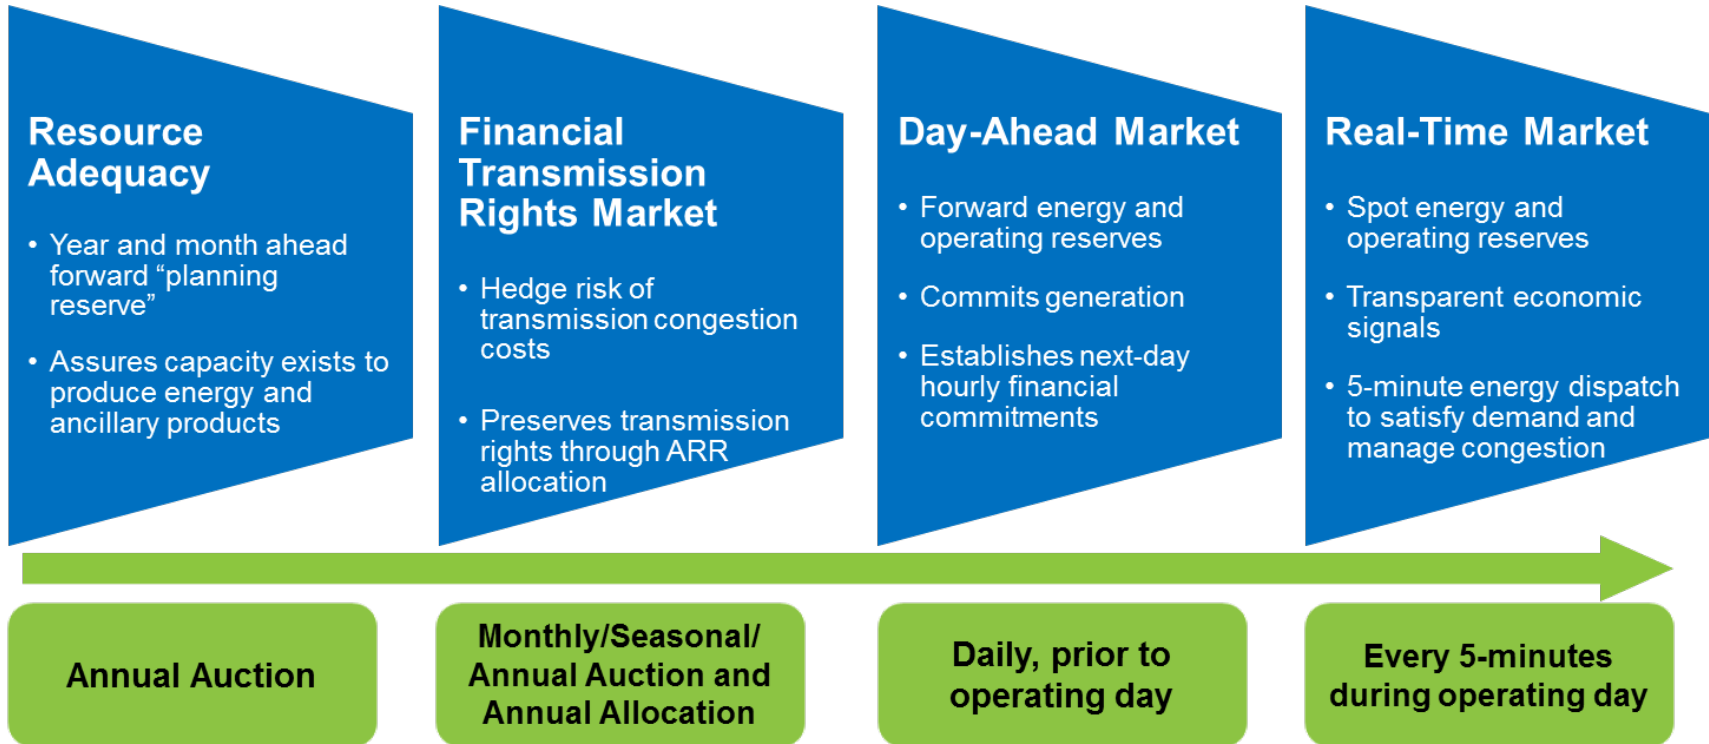 Resource
Adequacy
• Year and month ahead
forward “planning
reserve”
• Assures capacity exists to
produce energy and
ancillary products
Financial
Transmission
Rights Market
• Hedge risk of
transmission congestion
costs
• Preserves transmission
rights through ARR
allocation
Day-Ahead Market
• Forward energy and
operating reserves
• Commits generation
• Establishes next-day
hourly financial
commitments
Real-Time Market
• Spot energy and
operating reserves
• Transparent economic
signals
• 5-minute energy dispatch
to satisfy demand and
manage congestion
Annual Auction
Monthly/Seasonal/
Annual Auction and
Annual Allocation
Daily, prior to
operating day
Every 5-minutes
during operating day